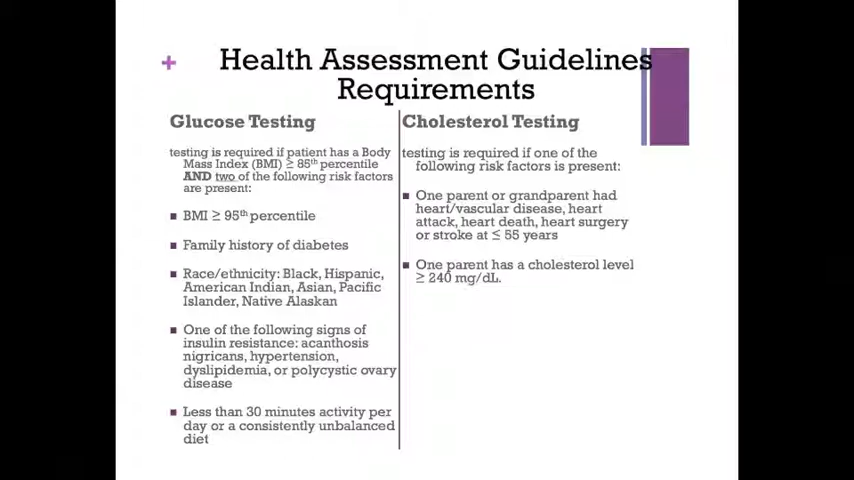 + Health Assessment Guidelines
Requirements
Glucose Testing
testing is required if patient has a Body
Mass Index (BMI) ≥ 85th percentile
AND two of the following risk factors
are present:
■ BMI ≥ 95th percentile
■ Family history of diabetes
■ Race/ethnicity: Black, Hispanic,
American Indian, Asian, Pacific
Islander, Native Alaskan
■ One of the following signs of
insulin resistance: acanthosis
nigricans, hypertension,
dyslipidemia, or polycystic ovary
disease
■ Less than 30 minutes activity per
day or a consistently unbalanced
diet
Cholesterol Testing
testing is required if one of the
following risk factors is present:
■ One parent or grandparent had
heart/vascular disease, heart
attack, heart death, heart surgery
or stroke at ≤ 55 years
■ One parent has a cholesterol level
≥ 240 mg/dL.